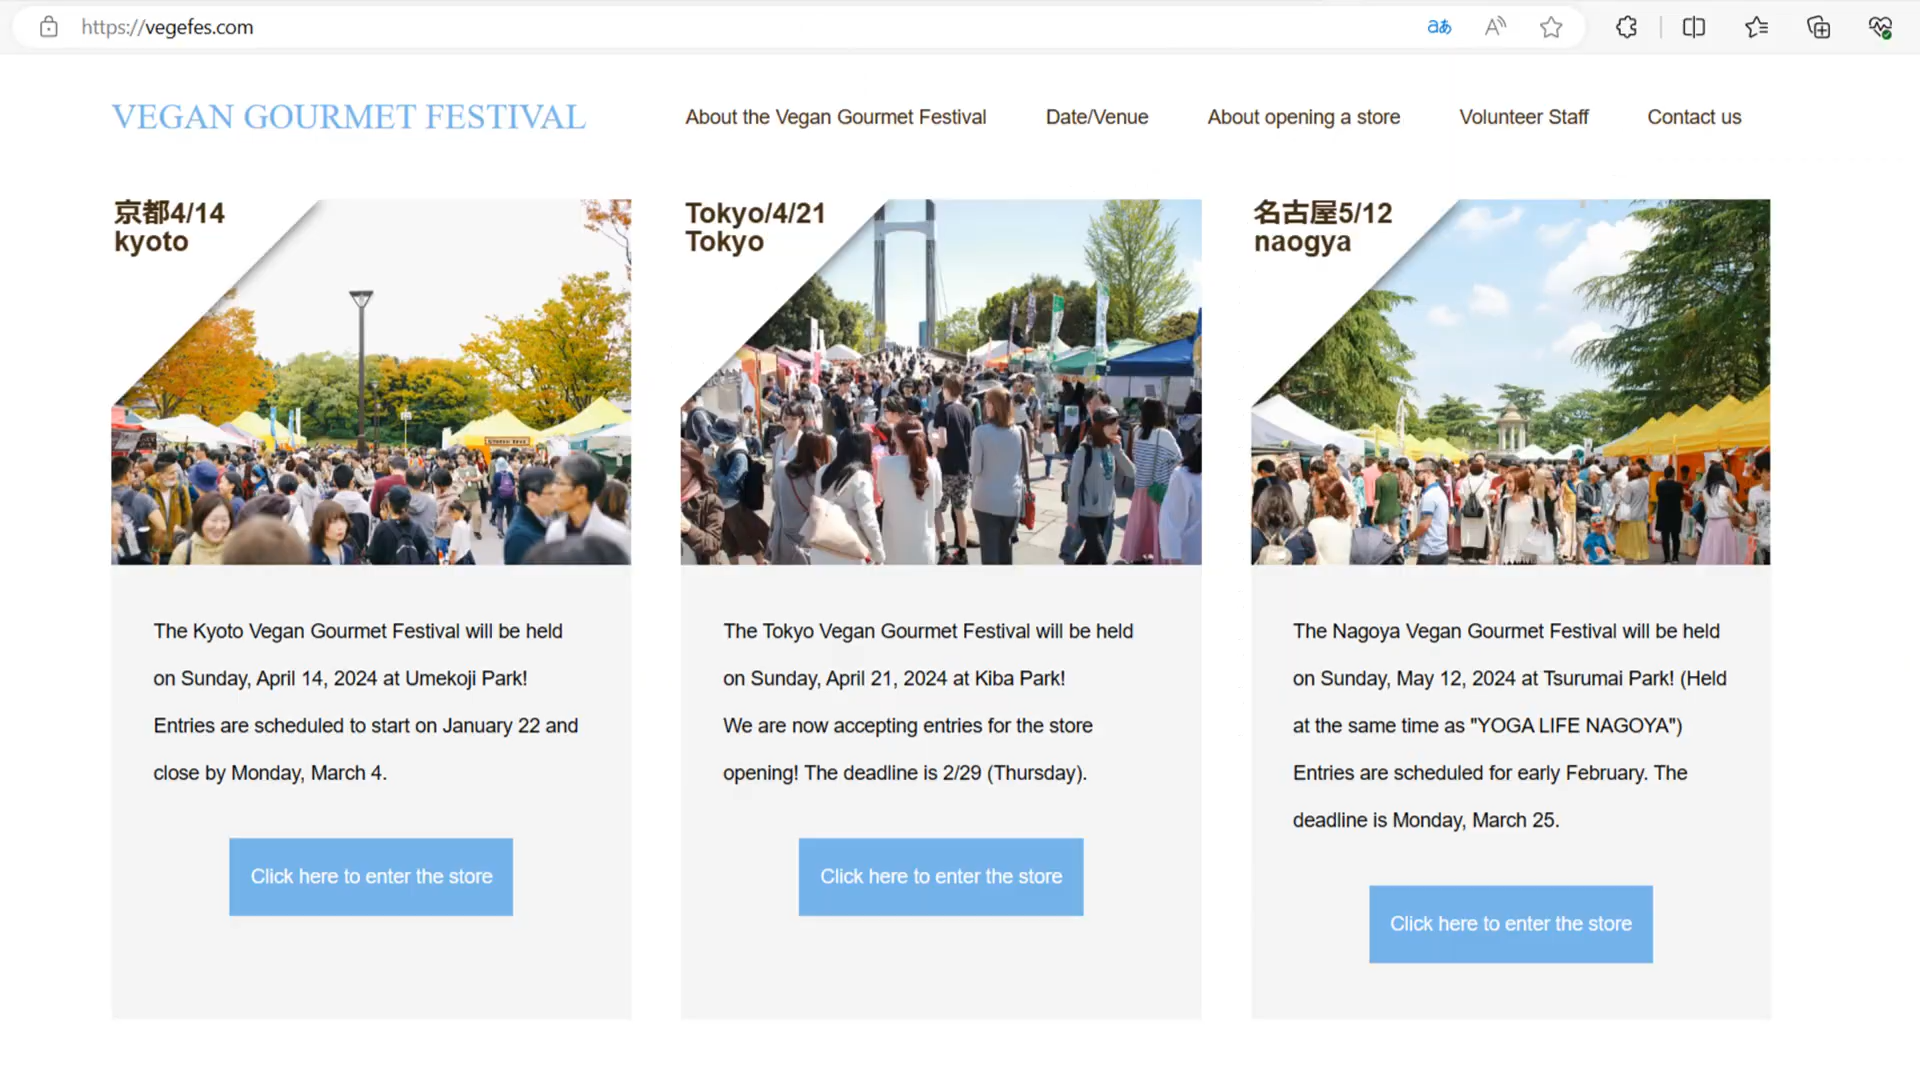 https://vegefes.com
VEGAN GOURMET FESTIVAL
About the Vegan Gourmet Festival
Date/Venue
About opening a store
Volunteer Staff
Contact us
京都4/14
kyoto
The Kyoto Vegan Gourmet Festival will be held
on Sunday, April 14, 2024 at Umekoji Park!
Entries are scheduled to start on January 22 and
close by Monday, March 4.
Click here to enter the store
Tokyo/4/21
Tokyo
The Tokyo Vegan Gourmet Festival will be held
on Sunday, April 21, 2024 at Kiba Park!
We are now accepting entries for the store
opening! The deadline is 2/29 (Thursday).
Click here to enter the store
名古屋5/12
naogya
The Nagoya Vegan Gourmet Festival will be held
on Sunday, May 12, 2024 at Tsurumai Park! (Held
at the same time as "YOGA LIFE NAGOYA")
Entries are scheduled for early February. The
deadline is Monday, March 25.
Click here to enter the store